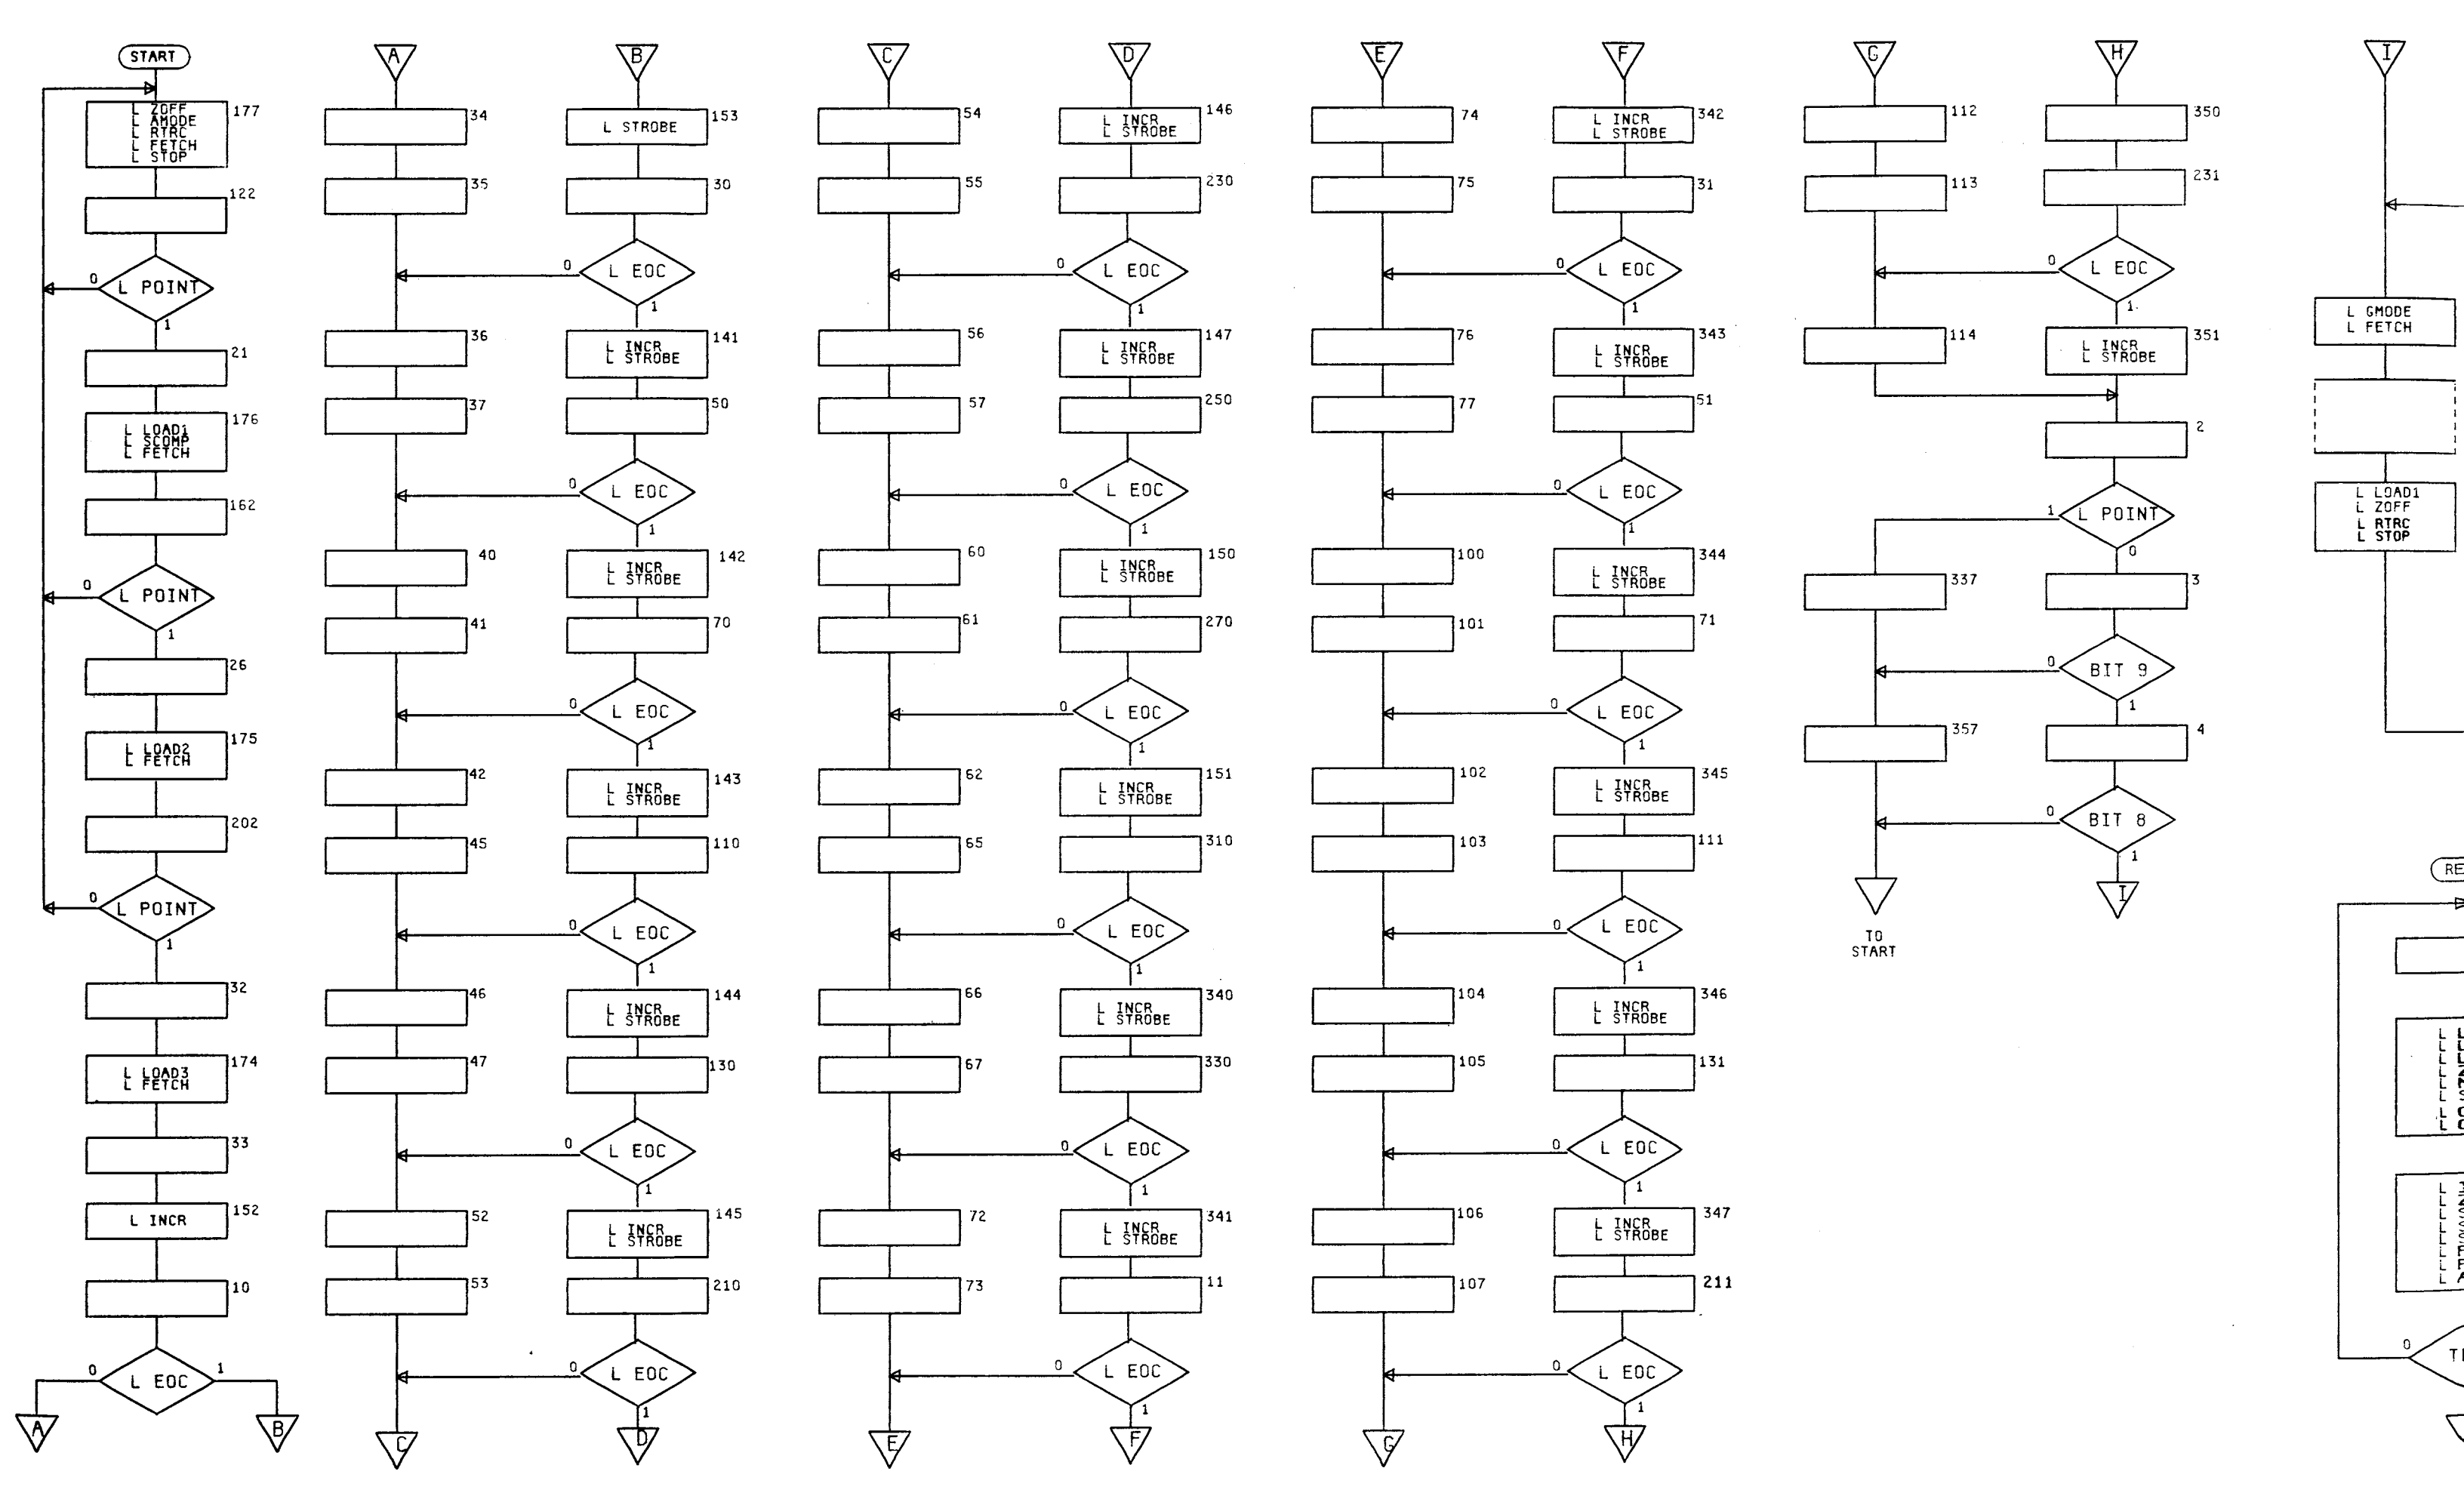 START
177
L ZOFF
L AMODE
L RTRC
L FETCH
L STOP
122
L POINT
0
1
21
176
L LOAD1
L SCOMP
L FETCH
162
L POINT
0
1
26
175
L LOAD2
L FETCH
202
L POINT
0
1
32
174
L LOAD3
L FETCH
33
152
L INCR
10
0
L EOC
1
A
B
A
34
35
36
37
40
41
42
45
46
47
52
53
C
B
153
L STROBE
30
0
L EOC
1
141
L INCR
L STROBE
50
0
L EOC
1
142
L INCR
L STROBE
70
0
L EOC
1
143
L INCR
L STROBE
110
0
L EOC
1
144
L INCR
L STROBE
130
0
L EOC
1
145
L INCR
L STROBE
210
0
L EOC
1
D
C
54
55
56
57
60
61
62
65
66
67
72
73
E
D
146
L INCR
L STROBE
230
0
L EOC
1
147
L INCR
L STROBE
250
0
L EOC
1
150
L INCR
L STROBE
270
0
L EOC
1
151
L INCR
L STROBE
310
0
L EOC
1
340
L INCR
L STROBE
330
0
L EOC
1
341
L INCR
L STROBE
11
0
L EOC
1
F
E
74
75
76
77
100
101
102
103
104
105
106
107
G
F
342
L INCR
L STROBE
31
0
L EOC
1
343
L INCR
L STROBE
51
0
L EOC
1
344
L INCR
L STROBE
71
0
L EOC
1
345
L INCR
L STROBE
111
0
L EOC
1
346
L INCR
L STROBE
131
0
L EOC
1
347
L INCR
L STROBE
211
0
L EOC
1
H
G
112
113
114
337
357
TO
START
H
350
231
0
L EOC
1
351
L INCR
L STROBE
2
1
L POINT
0
3
0
BIT 9
1
4
0
BIT 8
1
I
I
L GMODE
L FETCH
L LOAD1
L ZOFF
L RTRC
L STOP
RE
0